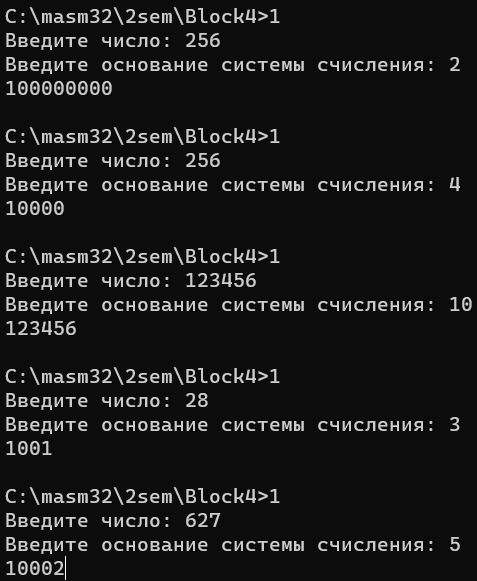 C:\masm32\2sem\Block4>1
Введите число: 256
Введите основание системы счисления: 2
100000000
C:\masm32\2sem\Block4>1
Введите число: 256
Введите основание системы счисления: 4
10000
C:\masm32\2sem\Block4>1
Введите число: 123456
Введите основание системы счисления: 10
123456
C:\masm32\2sem\Block4>1
Введите число: 28
Введите основание системы счисления: 3
1001
C:\masm32\2sem\Block4>1
Введите число: 627
Введите основание системы счисления: 5
10002